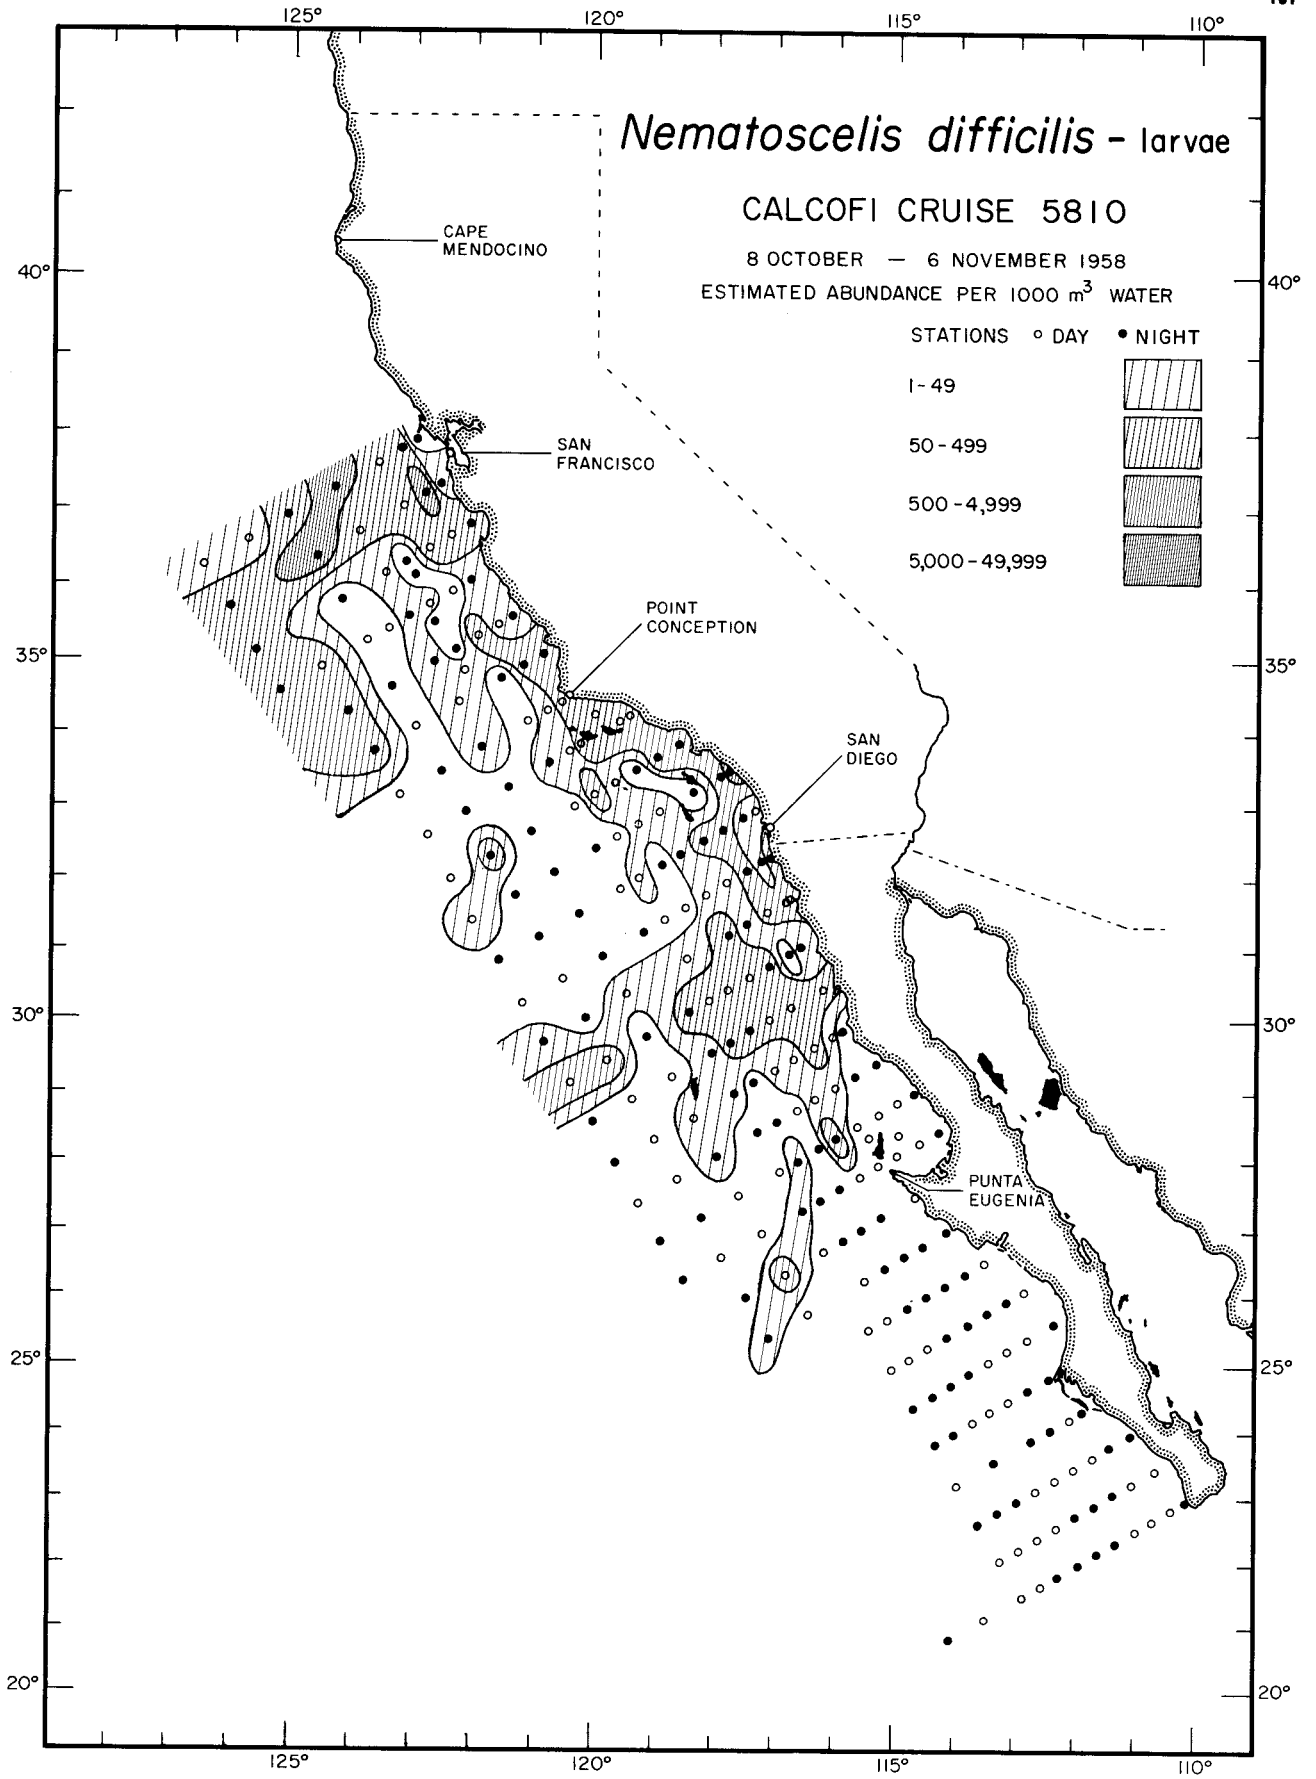 125° 120° 115° 110°
Nematoscelis difficilis - larvae
CALCOFI CRUISE 5810
8 OCTOBER — 6 NOVEMBER 1958
ESTIMATED ABUNDANCE PER 1000 m³ WATER
STATIONS ○ DAY ● NIGHT
1-49
50-499
500-4,999
5,000-49,999
CAPE
MENDOCINO
40° 40°
SAN
FRANCISCO
POINT
CONCEPTION
35° 35°
SAN
DIEGO
30° 30°
PUNTA
EUGENIA
25° 25°
20° 20°
125° 120° 115° 110°